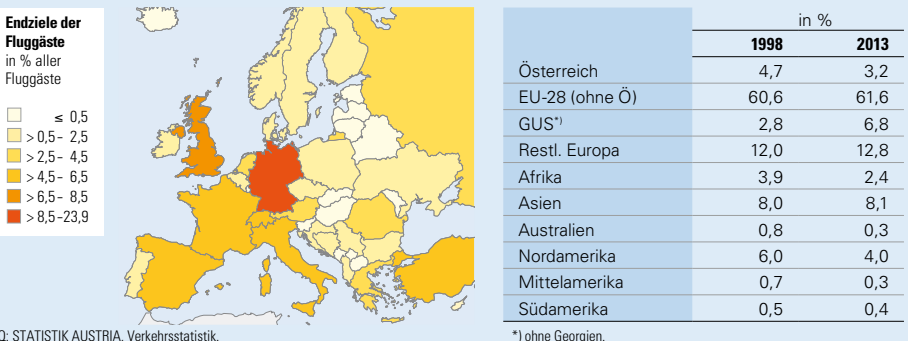 Endziele der
Fluggäste
in % aller
Fluggäste
≤ 0,5
> 0,5– 2,5
> 2,5– 4,5
> 4,5– 6,5
> 6,5– 8,5
> 8,5–23,9
Q: STATISTIK AUSTRIA, Verkehrsstatistik.
in %
1998 2013
Österreich 4,7 3,2
EU-28 (ohne Ö) 60,6 61,6
GUS*) 2,8 6,8
Restl. Europa 12,0 12,8
Afrika 3,9 2,4
Asien 8,0 8,1
Australien 0,8 0,3
Nordamerika 6,0 4,0
Mittelamerika 0,7 0,3
Südamerika 0,5 0,4
*) ohne Georgien.